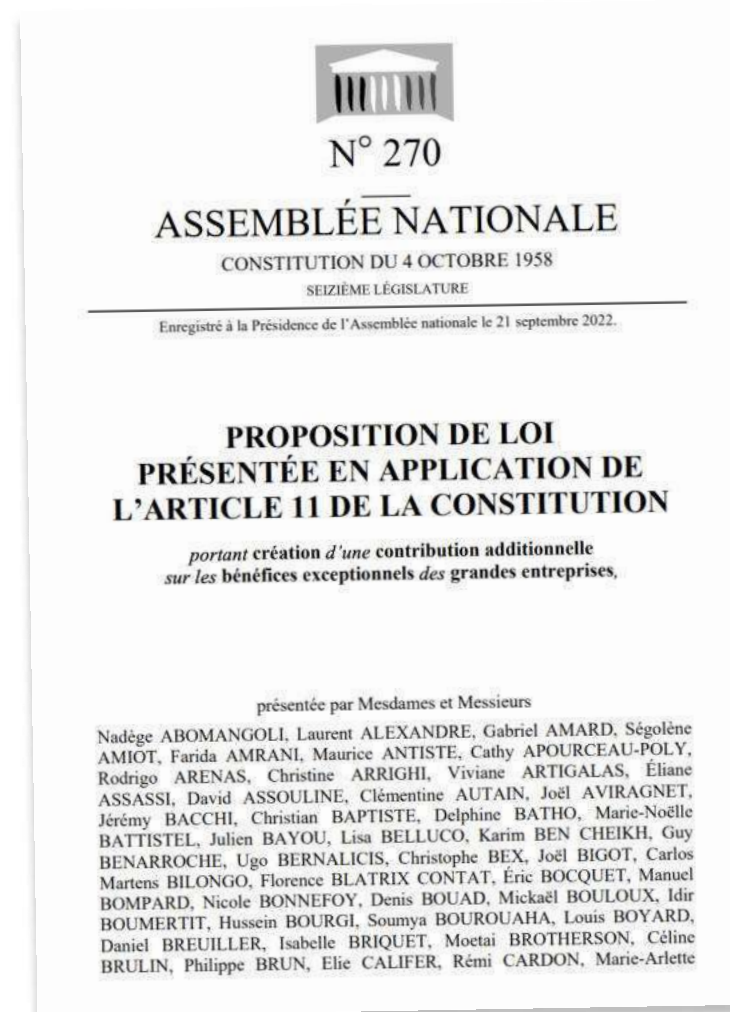 N° 270
ASSEMBLÉE NATIONALE
CONSTITUTION DU 4 OCTOBRE 1958
SEIZIÈME LÉGISLATURE
Enregistré à la Présidence de l'Assemblée nationale le 21 septembre 2022.
PROPOSITION DE LOI
PRÉSENTÉE EN APPLICATION DE
L'ARTICLE 11 DE LA CONSTITUTION
portant création d'une contribution additionnelle
sur les bénéfices exceptionnels des grandes entreprises,
présentée par Mesdames et Messieurs
Nadège ABOMANGOLI, Laurent ALEXANDRE, Gabriel AMARD, Ségolène
AMIOT, Farida AMRANI, Maurice ANTISTE, Cathy APOURCEAU-POLY,
Rodrigo ARENAS, Christine ARRIGHI, Viviane ARTIGALAS, Éliane
ASSASSI, David ASSOULINE, Clémentine AUTAIN, Joël AVIRAGNET,
Jérémy BACCHI, Christian BAPTISTE, Delphine BATHO, Marie-Noëlle
BATTISTEL, Julien BAYOU, Lisa BELLUCO, Karim BEN CHEIKH, Guy
BENARROCHE, Ugo BERNALICIS, Christophe BEX, Joël BIGOT, Carlos
Martens BILONGO, Florence BLATRIX CONTAT, Éric BOCQUET, Manuel
BOMPARD, Nicole BONNEFOY, Denis BOUAD, Mickaël BOULOUX, Idir
BOUMERTIT, Hussein BOURGI, Soumya BOUROUAHA, Louis BOYARD,
Daniel BREUILLER, Isabelle BRIQUET, Moetai BROTHERSON, Céline
BRULIN, Philippe BRUN, Elie CALIFER, Rémi CARDON, Marie-Arlette